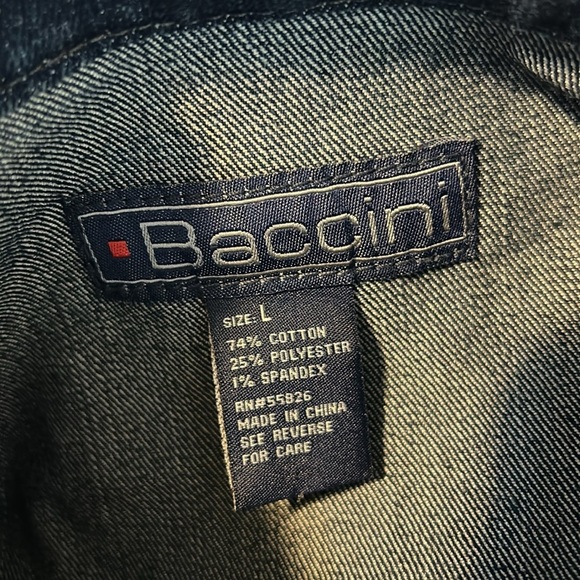 Baccini
SIZE: L
74% COTTON
25% POLYESTER
1% SPANDEX
RN#55826
MADE IN CHINA
SEE REVERSE
FOR CARE